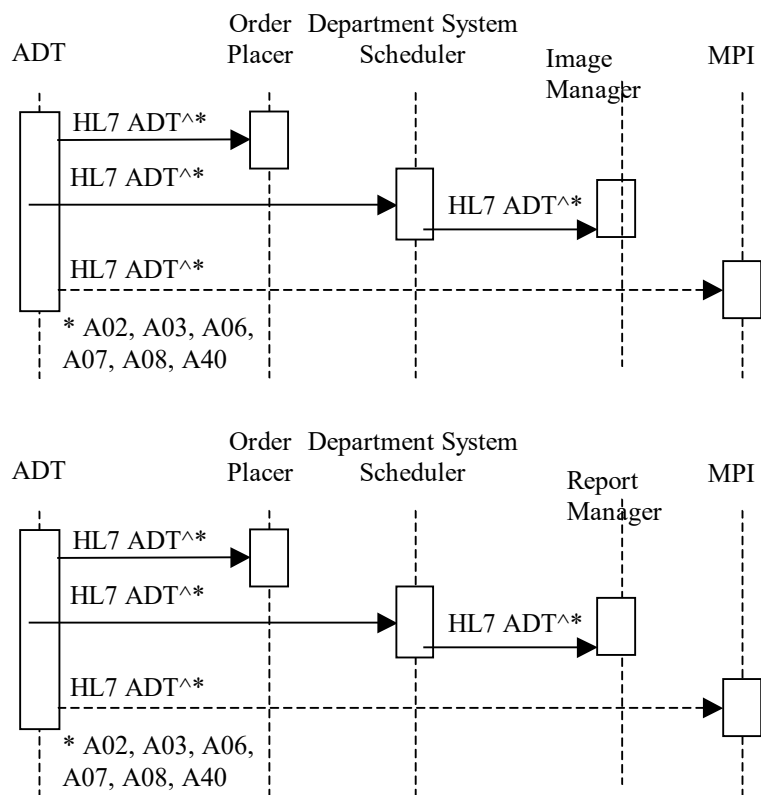 ADT
Order
Placer
Department System
Scheduler
Image
Manager
MPI
HL7 ADT^*
HL7 ADT^*
HL7 ADT^*
HL7 ADT^*
* A02, A03, A06,
A07, A08, A40
ADT
Order
Placer
Department System
Scheduler
Report
Manager
MPI
HL7 ADT^*
HL7 ADT^*
HL7 ADT^*
HL7 ADT^*
* A02, A03, A06,
A07, A08, A40